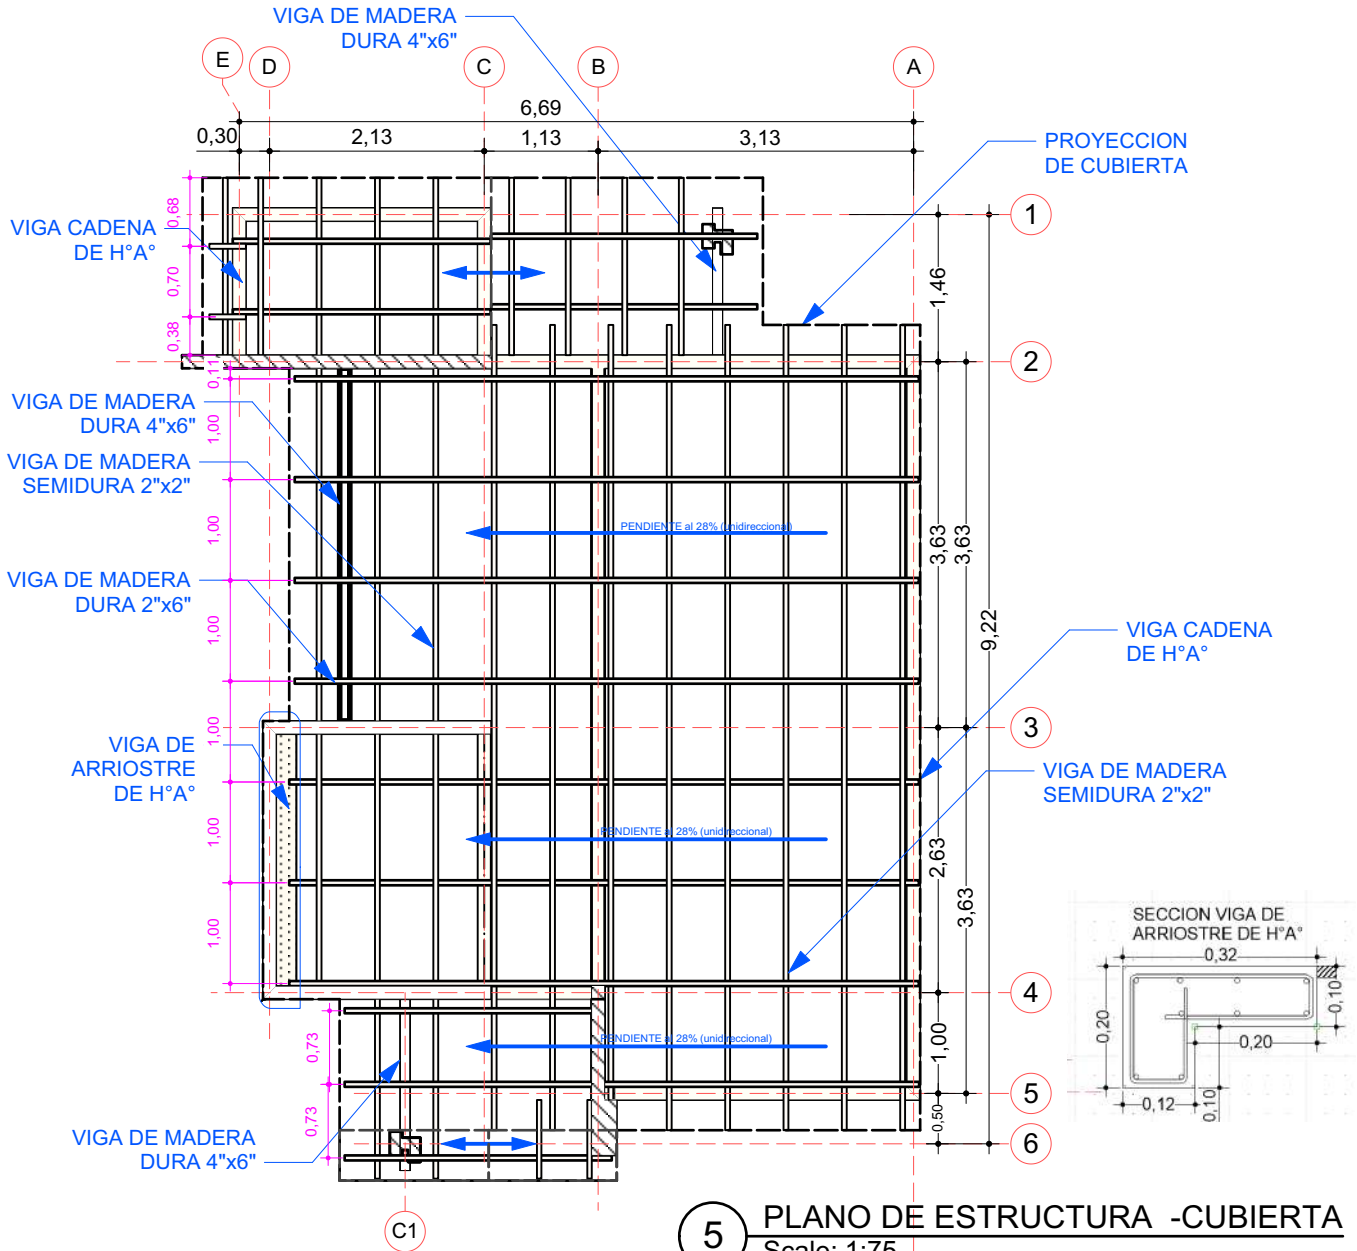 VIGA DE MADERA
DURA 4"x6"
E
D
C
B
A
6,69
0,30
2,13
1,13
3,13
PROYECCION
DE CUBIERTA
0,68
VIGA CADENA
DE H°A°
0,70
0,38
1
1,46
2
0,11
VIGA DE MADERA
DURA 4"x6"
1,00
VIGA DE MADERA
SEMIDURA 2"x2"
1,00
PENDIENTE al 28% (unidireccional)
3,63
3,63
VIGA DE MADERA
DURA 2"x6"
1,00
9,22
VIGA CADENA
DE H°A°
1,00
3
VIGA DE
ARRIOSTRE
DE H°A°
VIGA DE MADERA
SEMIDURA 2"x2"
1,00
PENDIENTE al 28% (unidireccional)
2,63
3,63
1,00
SECCION VIGA DE
ARRIOSTRE DE H°A°
0,32
0,10
0,20
0,20
0,12
0,10
4
0,73
PENDIENTE al 28% (unidireccional)
1,00
5
0,73
0,50
VIGA DE MADERA
DURA 4"x6"
6
C1
5
PLANO DE ESTRUCTURA -CUBIERTA
Scale: 1:75